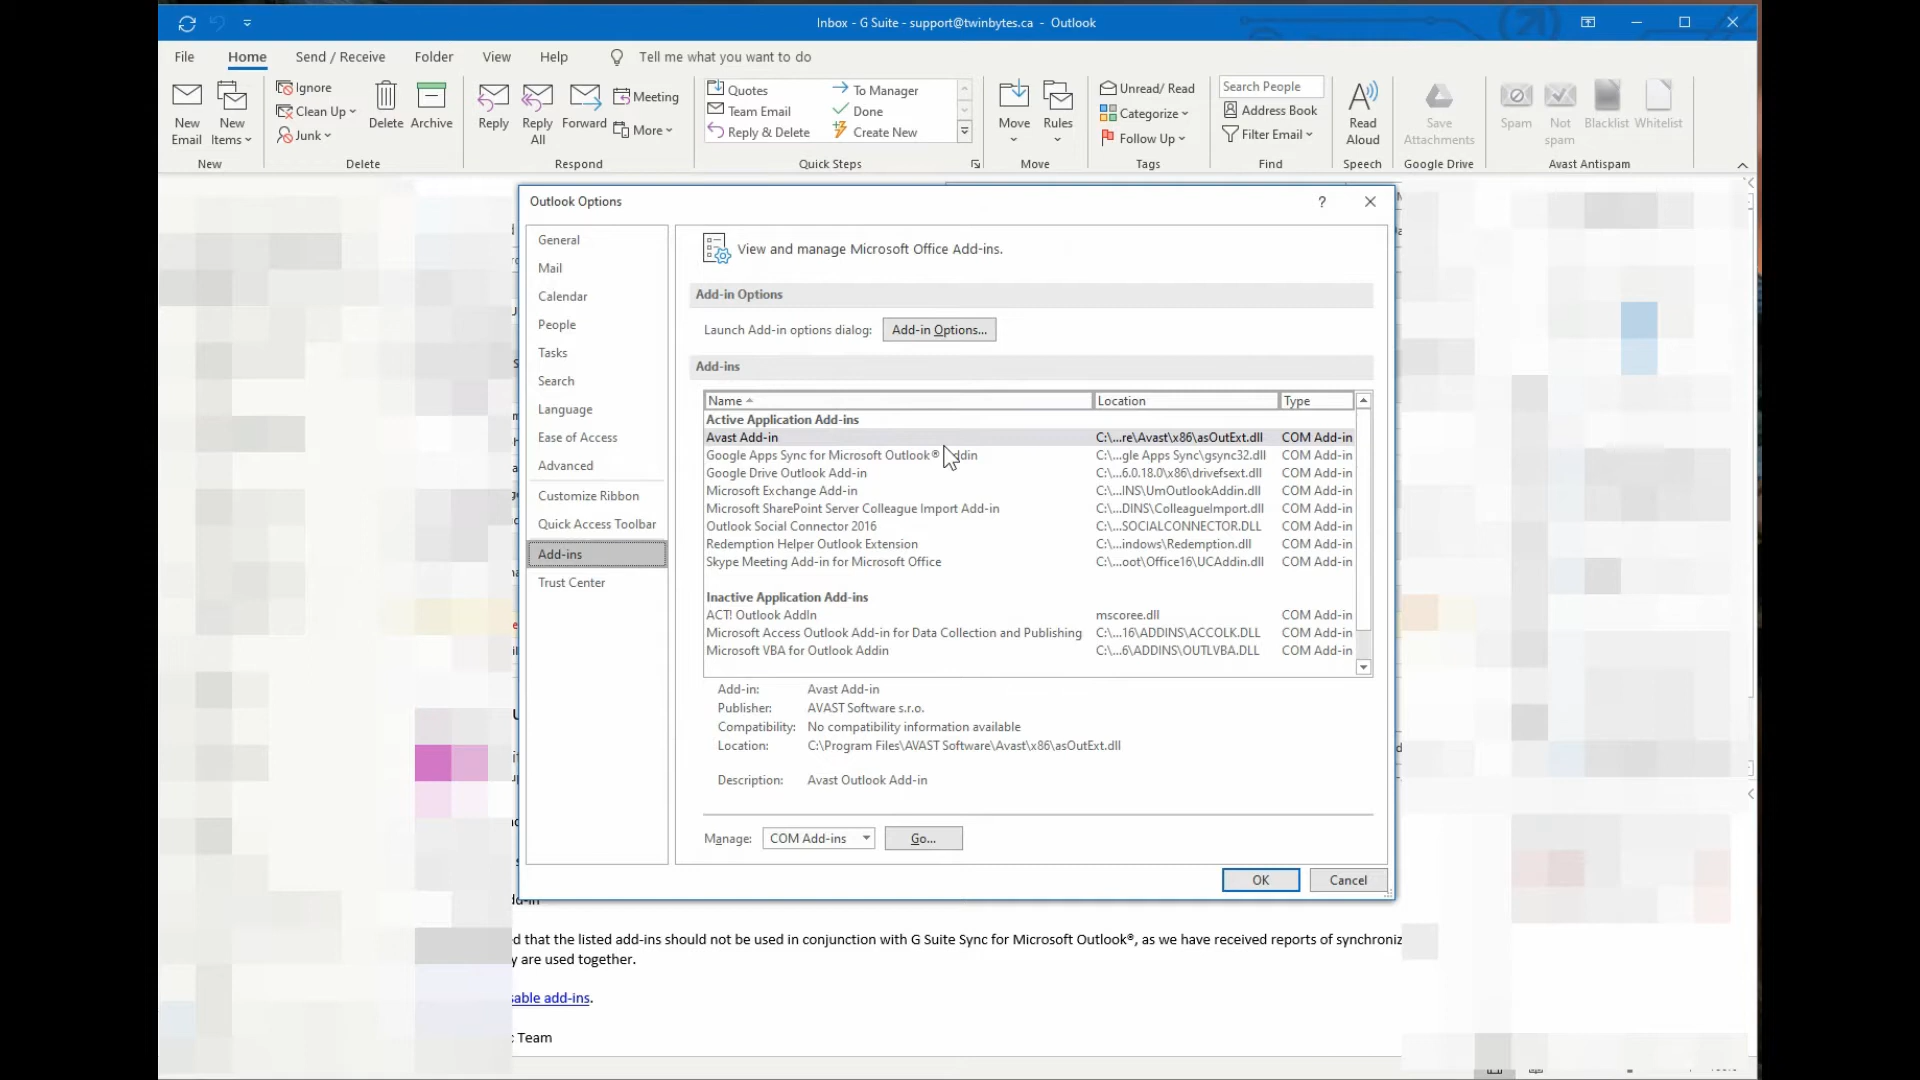 Inbox - G Suite - support@twinbytes.ca - Outlook
File Home Send / Receive Folder View Help Tell me what you want to do
New Email
New Items
Ignore
Clean Up
Junk
Delete
Archive
Reply
Reply All
Forward
Meeting
More
Quotes
Team Email
Reply & Delete
To Manager
Done
Create New
Move
Rules
Unread/ Read
Categorize
Follow Up
Search People
Address Book
Filter Email
Read Aloud
Save Attachments
Spam
Not spam
Blacklist
Whitelist
New Delete Respond Quick Steps Move Tags Find Speech Google Drive Avast Antispam
Outlook Options
?
General
Mail
Calendar
People
Tasks
Search
Language
Ease of Access
Advanced
Customize Ribbon
Quick Access Toolbar
Add-ins
Trust Center
View and manage Microsoft Office Add-ins.
Add-in Options
Launch Add-in options dialog: Add-in Options...
Add-ins
Name Location Type
Active Application Add-ins
Avast Add-in C:\...re\Avast\x86\asOutExt.dll COM Add-in
Google Apps Sync for Microsoft Outlook® C:\...gle Apps Sync\gsync32.dll COM Add-in
Google Drive Outlook Add-in C:\...6.0.18.0\x86\drivefsext.dll COM Add-in
Microsoft Exchange Add-in C:\...INS\UmOutlookAddin.dll COM Add-in
Microsoft SharePoint Server Colleague Import Add-in C:\...DINS\ColleagueImport.dll COM Add-in
Outlook Social Connector 2016 C:\...SOCIALCONNECTOR.DLL COM Add-in
Redemption Helper Outlook Extension C:\...indows\Redemption.dll COM Add-in
Skype Meeting Add-in for Microsoft Office C:\...oot\Office16\UCAddin.dll COM Add-in
Inactive Application Add-ins
ACT! Outlook AddIn mscoree.dll COM Add-in
Microsoft Access Outlook Add-in for Data Collection and Publishing C:\...16\ADDINS\ACCOLK.DLL COM Add-in
Microsoft VBA for Outlook Addin C:\...6\ADDINS\OUTLVBA.DLL COM Add-in
Add-in: Avast Add-in
Publisher: AVAST Software s.r.o.
Compatibility: No compatibility information available
Location: C:\Program Files\AVAST Software\Avast\x86\asOutExt.dll
Description: Avast Outlook Add-in
Manage: COM Add-ins Go...
OK Cancel
d that the listed add-ins should not be used in conjunction with G Suite Sync for Microsoft Outlook®, as we have received reports of synchroniz
y are used together.
sable add-ins.
Team